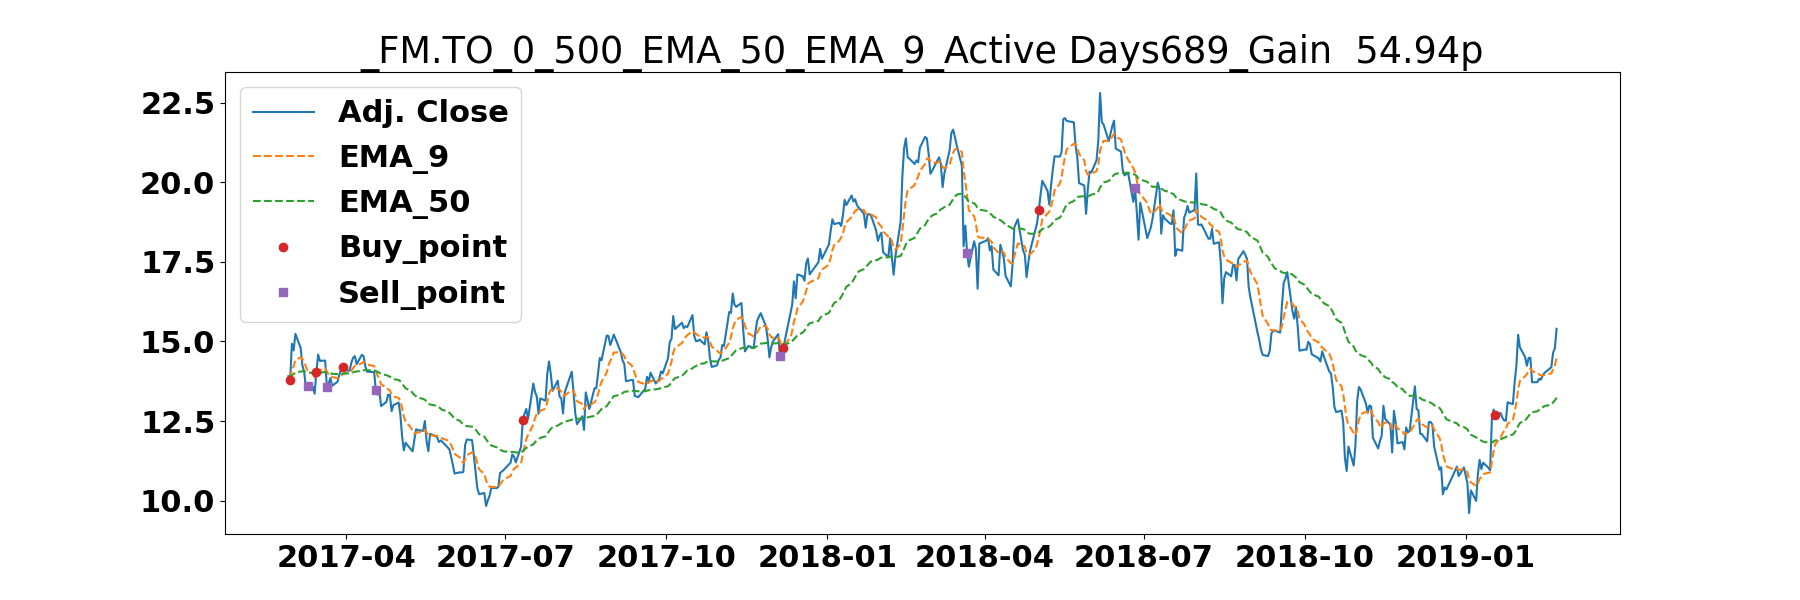 _FM.TO_0_500_EMA_50_EMA_9_Active Days689_Gain  54.94p
22.5
20.0
17.5
15.0
12.5
10.0
Adj. Close
EMA_9
EMA_50
Buy_point
Sell_point
2017-04 2017-07 2017-10 2018-01 2018-04 2018-07 2018-10 2019-01